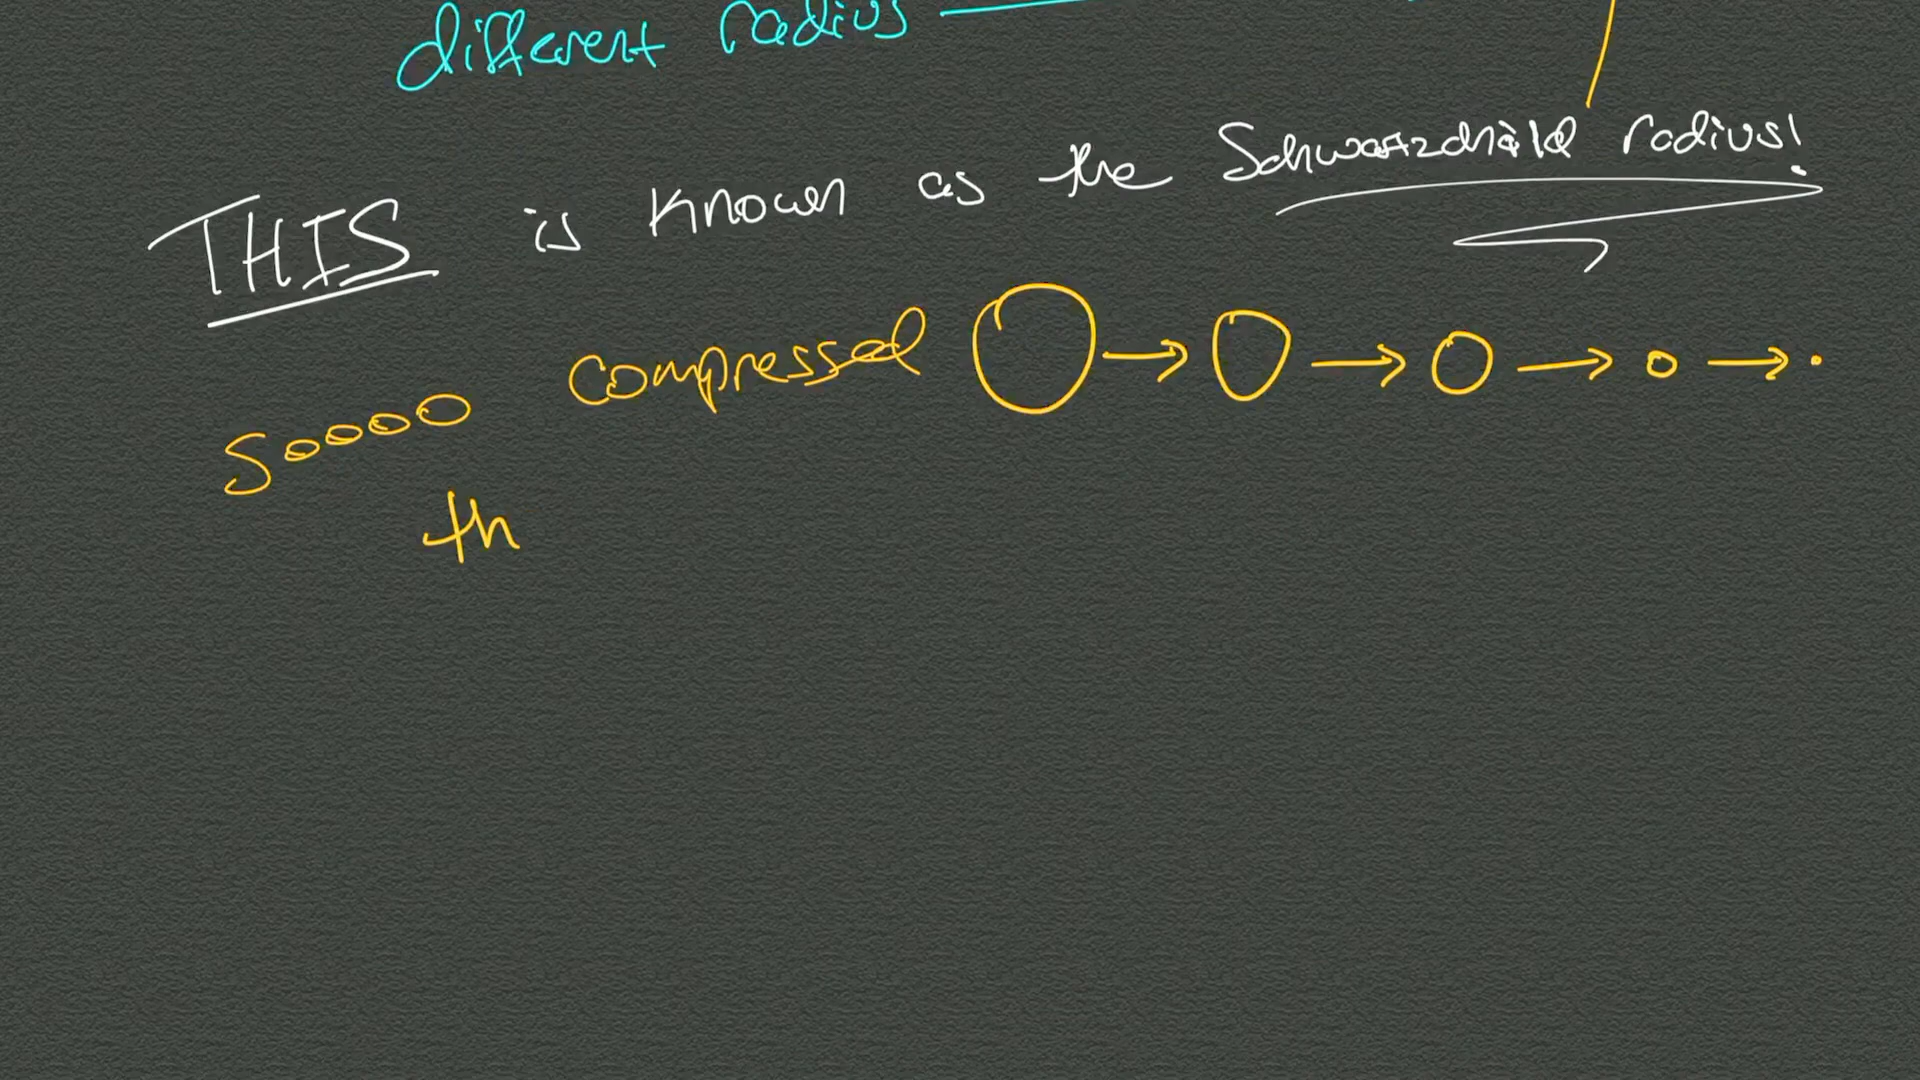 different radius
THIS is known as the Schwarzchild radius!
soooo compressed
th